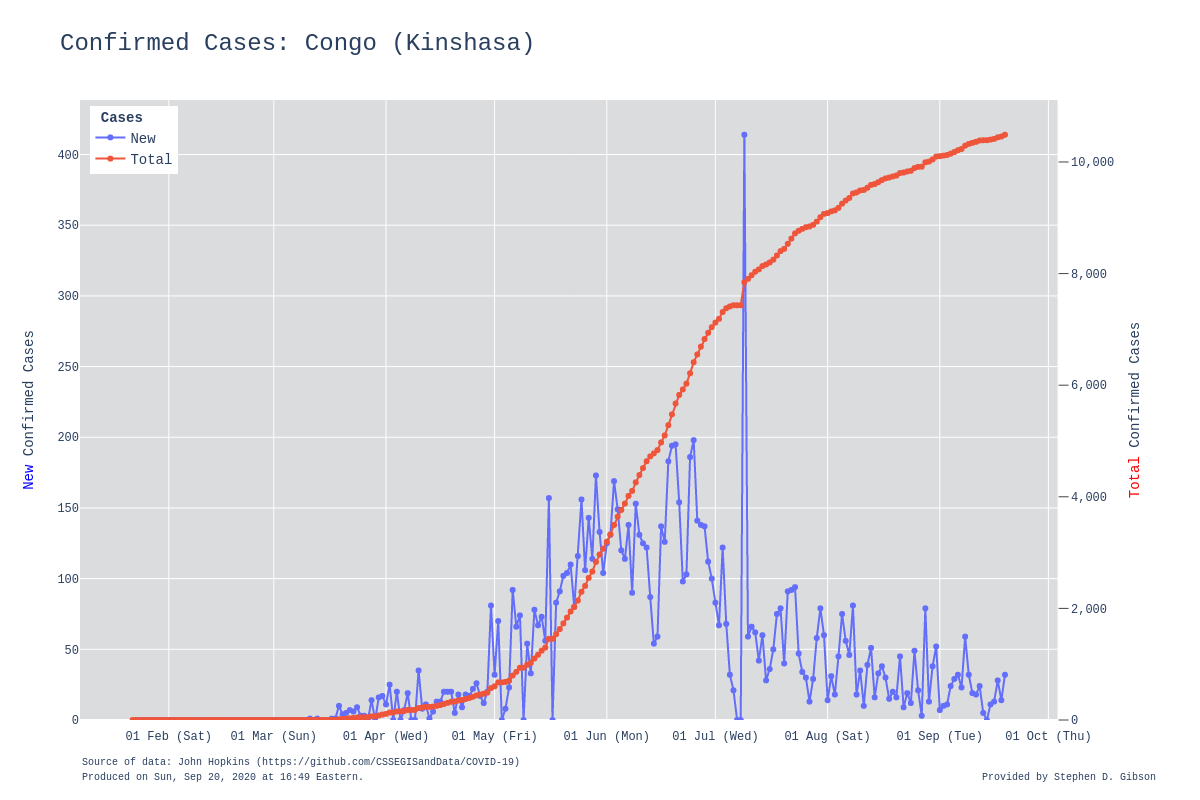 Confirmed Cases: Congo (Kinshasa)
Cases
New
Total
400
350
300
250
200
150
100
50
0
New Confirmed Cases
10,000
8,000
6,000
4,000
2,000
0
Total Confirmed Cases
01 Feb (Sat)
01 Mar (Sun)
01 Apr (Wed)
01 May (Fri)
01 Jun (Mon)
01 Jul (Wed)
01 Aug (Sat)
01 Sep (Tue)
01 Oct (Thu)
Source of data: John Hopkins (https://github.com/CSSEGISandData/COVID-19)
Produced on Sun, Sep 20, 2020 at 16:49 Eastern.
Provided by Stephen D. Gibson